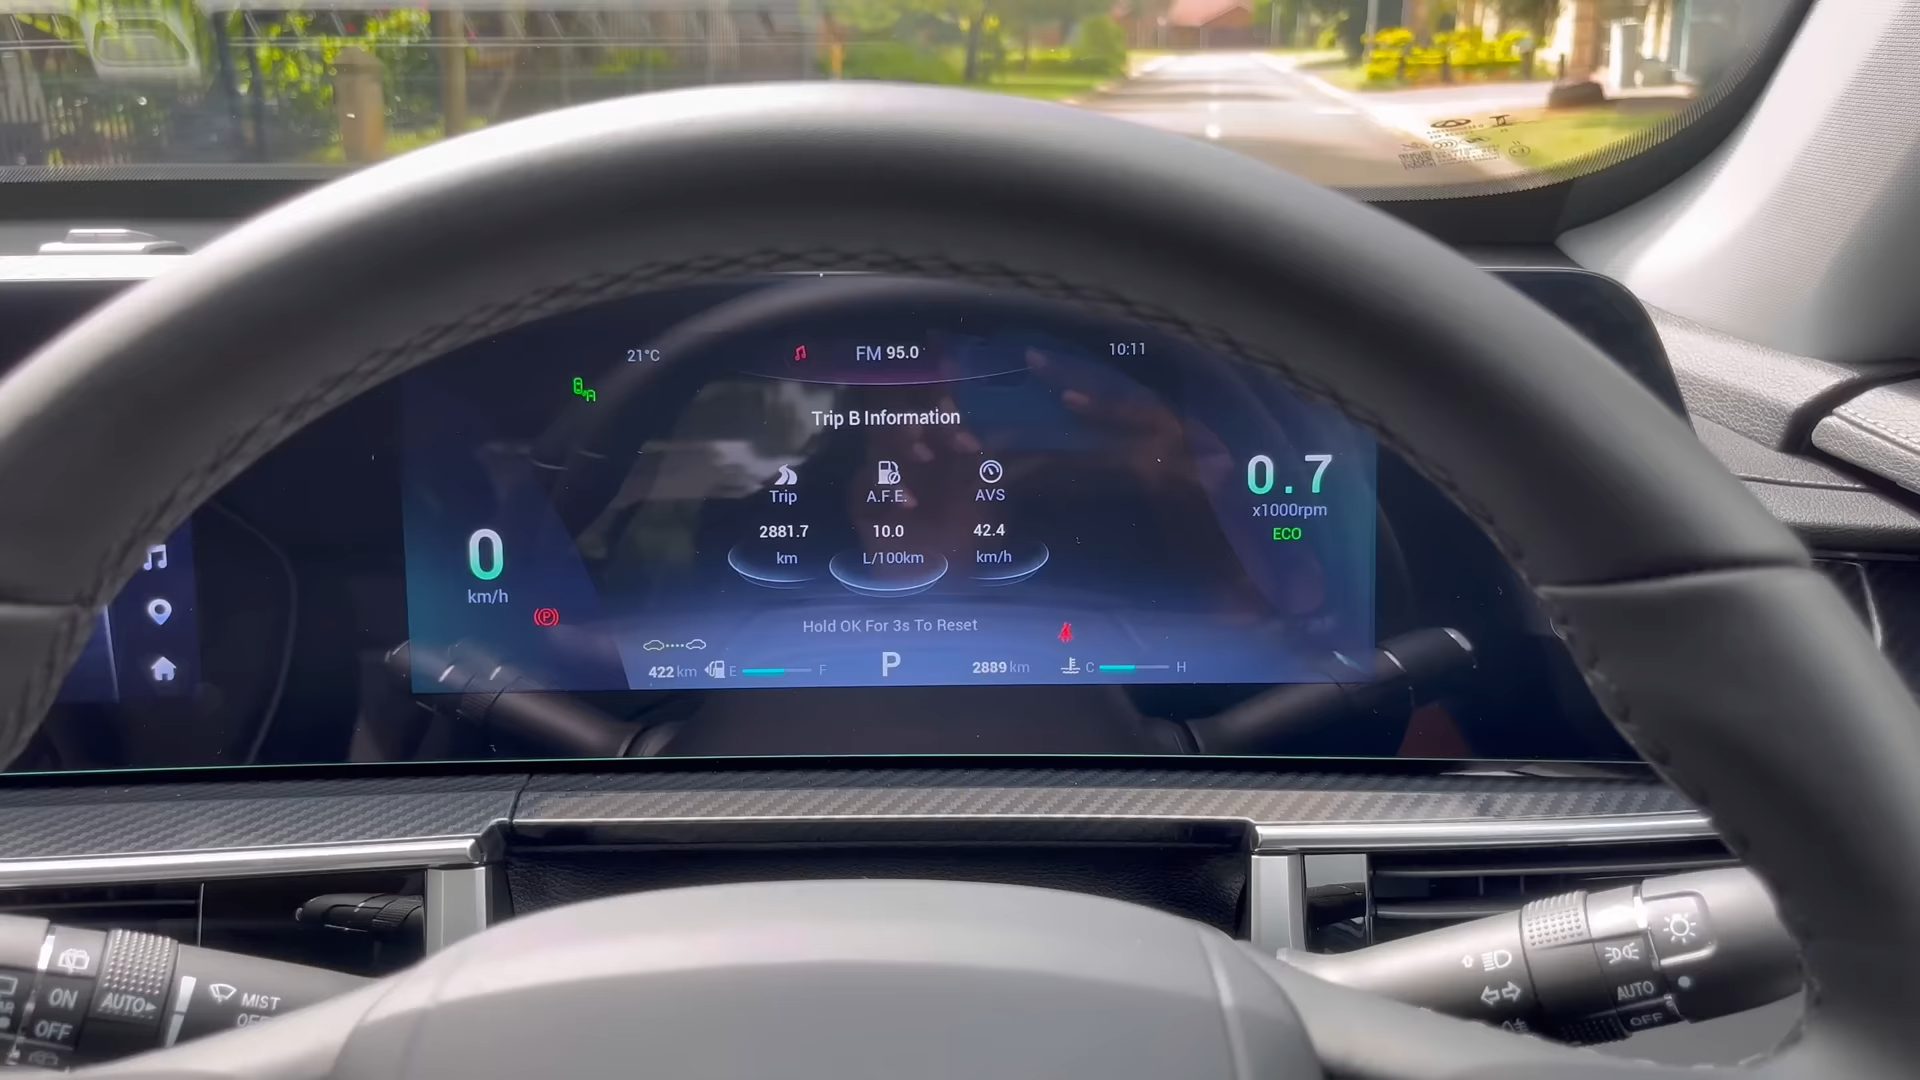 21°C
FM 95.0
10:11
Trip B Information
Trip
A.F.E.
AVS
2881.7
10.0
42.4
km
L/100km
km/h
0
km/h
0.7
x1000rpm
ECO
Hold OK For 3s To Reset
422 km
E
F
P
2889 km
C
H
ON
OFF
AUTO
MIST
AUTO
OFF